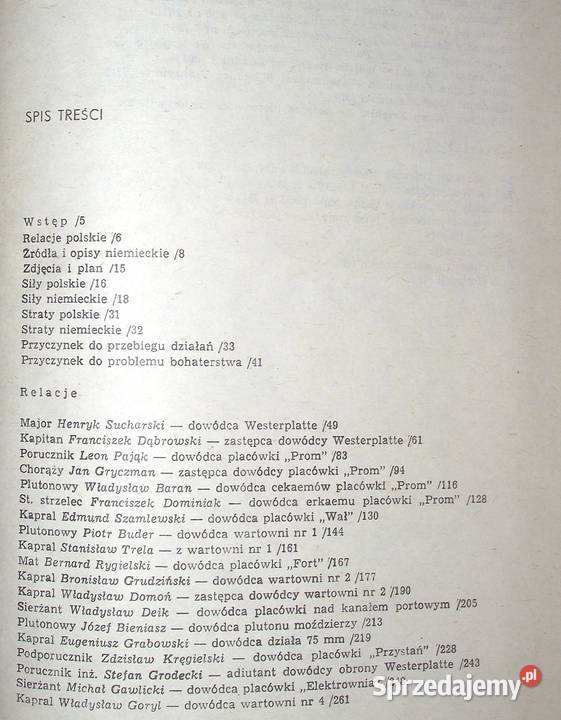 SPIS TREŚCI
Wstęp /5
Relacje polskie /6
Źródła i opisy niemieckie /8
Zdjęcia i plan /15
Siły polskie /16
Siły niemieckie /18
Straty polskie /31
Straty niemieckie /32
Przyczynek do przebiegu działań /33
Przyczynek do problemu bohaterstwa /41
Relacje
Major Henryk Sucharski — dowódca Westerplatte /49
Kapitan Franciszek Dąbrowski — zastępca dowódcy Westerplatte /61
Porucznik Leon Pająk — dowódca placówki „Prom” /83
Chorąży Jan Gryczman — zastępca dowódcy placówki „Prom” /94
Plutonowy Władysław Baran — dowódca cekaemów placówki „Prom” /116
St. strzelec Franciszek Dominiak — dowódca erkaemu placówki „Prom” /128
Kapral Edmund Szamlewski — dowódca placówki „Wał” /130
Plutonowy Piotr Buder — dowódca wartowni nr 1 /144
Kapral Stanisław Trela — z wartowni nr 1 /161
Mat Bernard Rygielski — dowódca placówki „Fort” /167
Kapral Bronisław Grudziński — dowódca wartowni nr 2 /177
Kapral Władysław Domoń — zastępca dowódcy wartowni nr 2 /190
Sierżant Władysław Deik — dowódca placówki nad kanałem portowym /205
Plutonowy Józef Bieniasz — dowódca plutonu moździerzy /213
Kapral Eugeniusz Grabowski — dowódca działa 75 mm /219
Podporucznik Zdzisław Kręgielski — dowódca placówki „Przystań” /228
Porucznik inż. Stefan Grodecki — adiutant dowódcy obrony Westerplatte /243
Sierżant Michał Gawlicki — dowódca placówki „Elektrownia”
Kapral Władysław Goryl — dowódca wartowni nr 4 /261
Sprzedajemy.pl